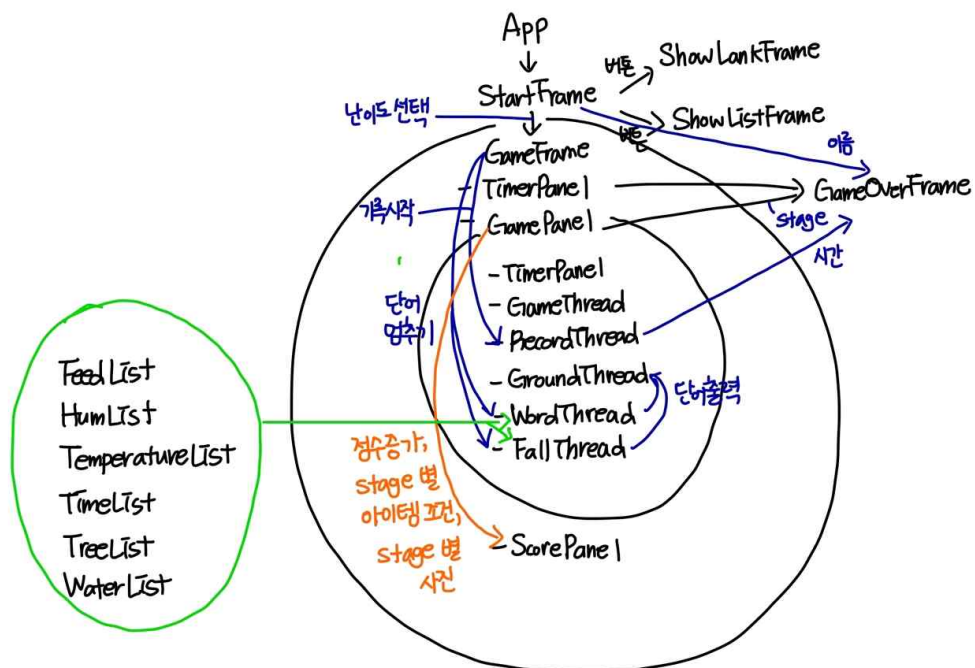 App
버튼
ShowLankFrame
StartFrame
난이도 선택
ShowListFrame
버튼
이름
GameFrame
- TimerPanel
GameOverFrame
기록시작
- GamePanel
stage
시간
- TimerPanel
단어
멈추기
- GameThread
- RecordThread
- GroundThread
단어출력
- WordThread
- FallThread
FeedList
HumList
TemperatureList
TimeList
TreeList
WaterList
점수증가,
stage 별
아이템 조건,
stage 별
사진
- ScorePanel